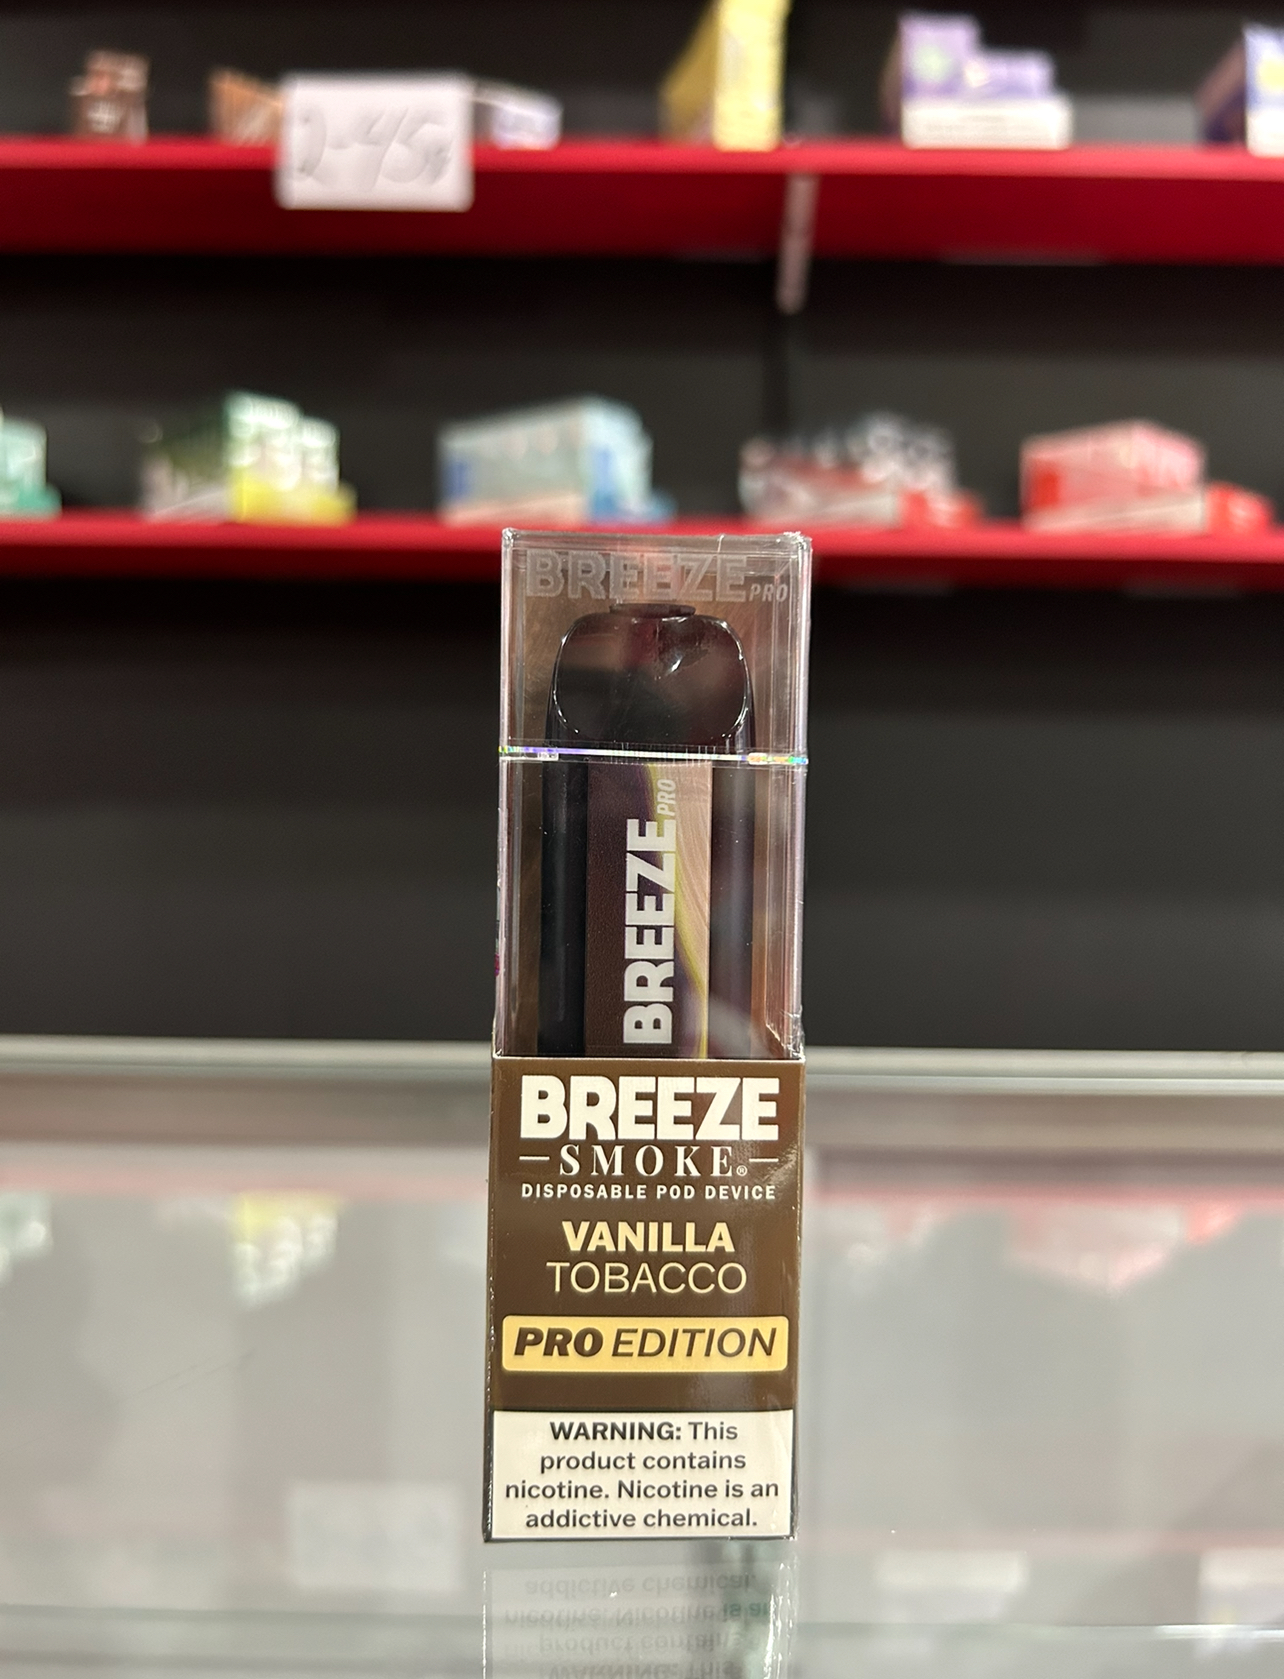 BREEZE PRO
BREEZE PRO
BREEZE
SMOKE®
DISPOSABLE POD DEVICE
VANILLA
TOBACCO
PRO EDITION
WARNING: This
product contains
nicotine. Nicotine is an
addictive chemical.